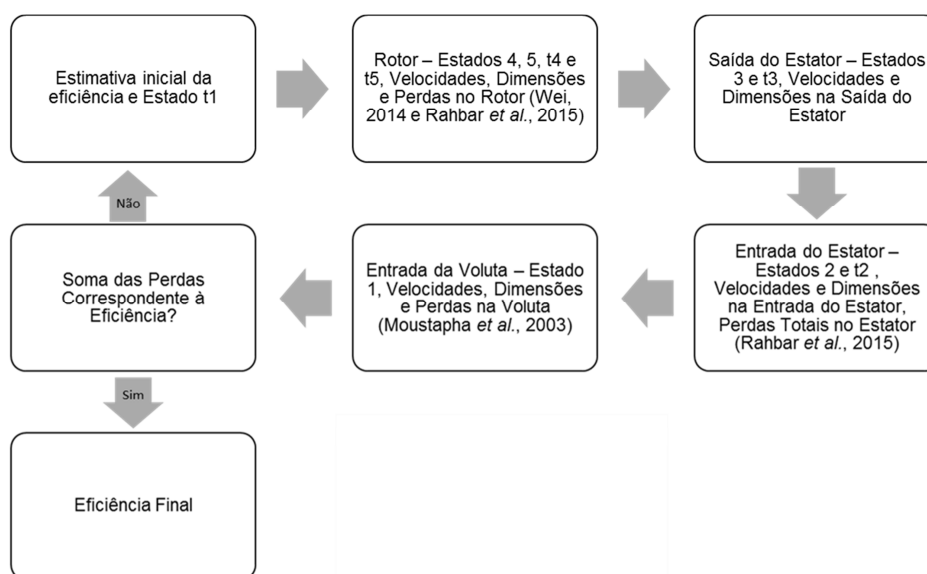 Estimativa inicial da
eficiência e Estado t1
Rotor – Estados 4, 5, t4 e
t5, Velocidades, Dimensões
e Perdas no Rotor (Wei,
2014 e Rahbar et al., 2015)
Saída do Estator – Estados
3 e t3, Velocidades e
Dimensões na Saída do
Estator
Entrada do Estator –
Estados 2 e t2 ,
Velocidades e Dimensões
na Entrada do Estator,
Perdas Totais no Estator
(Rahbar et al., 2015)
Entrada da Voluta – Estado
1, Velocidades, Dimensões
e Perdas na Voluta
(Moustapha et al., 2003)
Soma das Perdas
Correspondente à
Eficiência?
Não
Sim
Eficiência Final